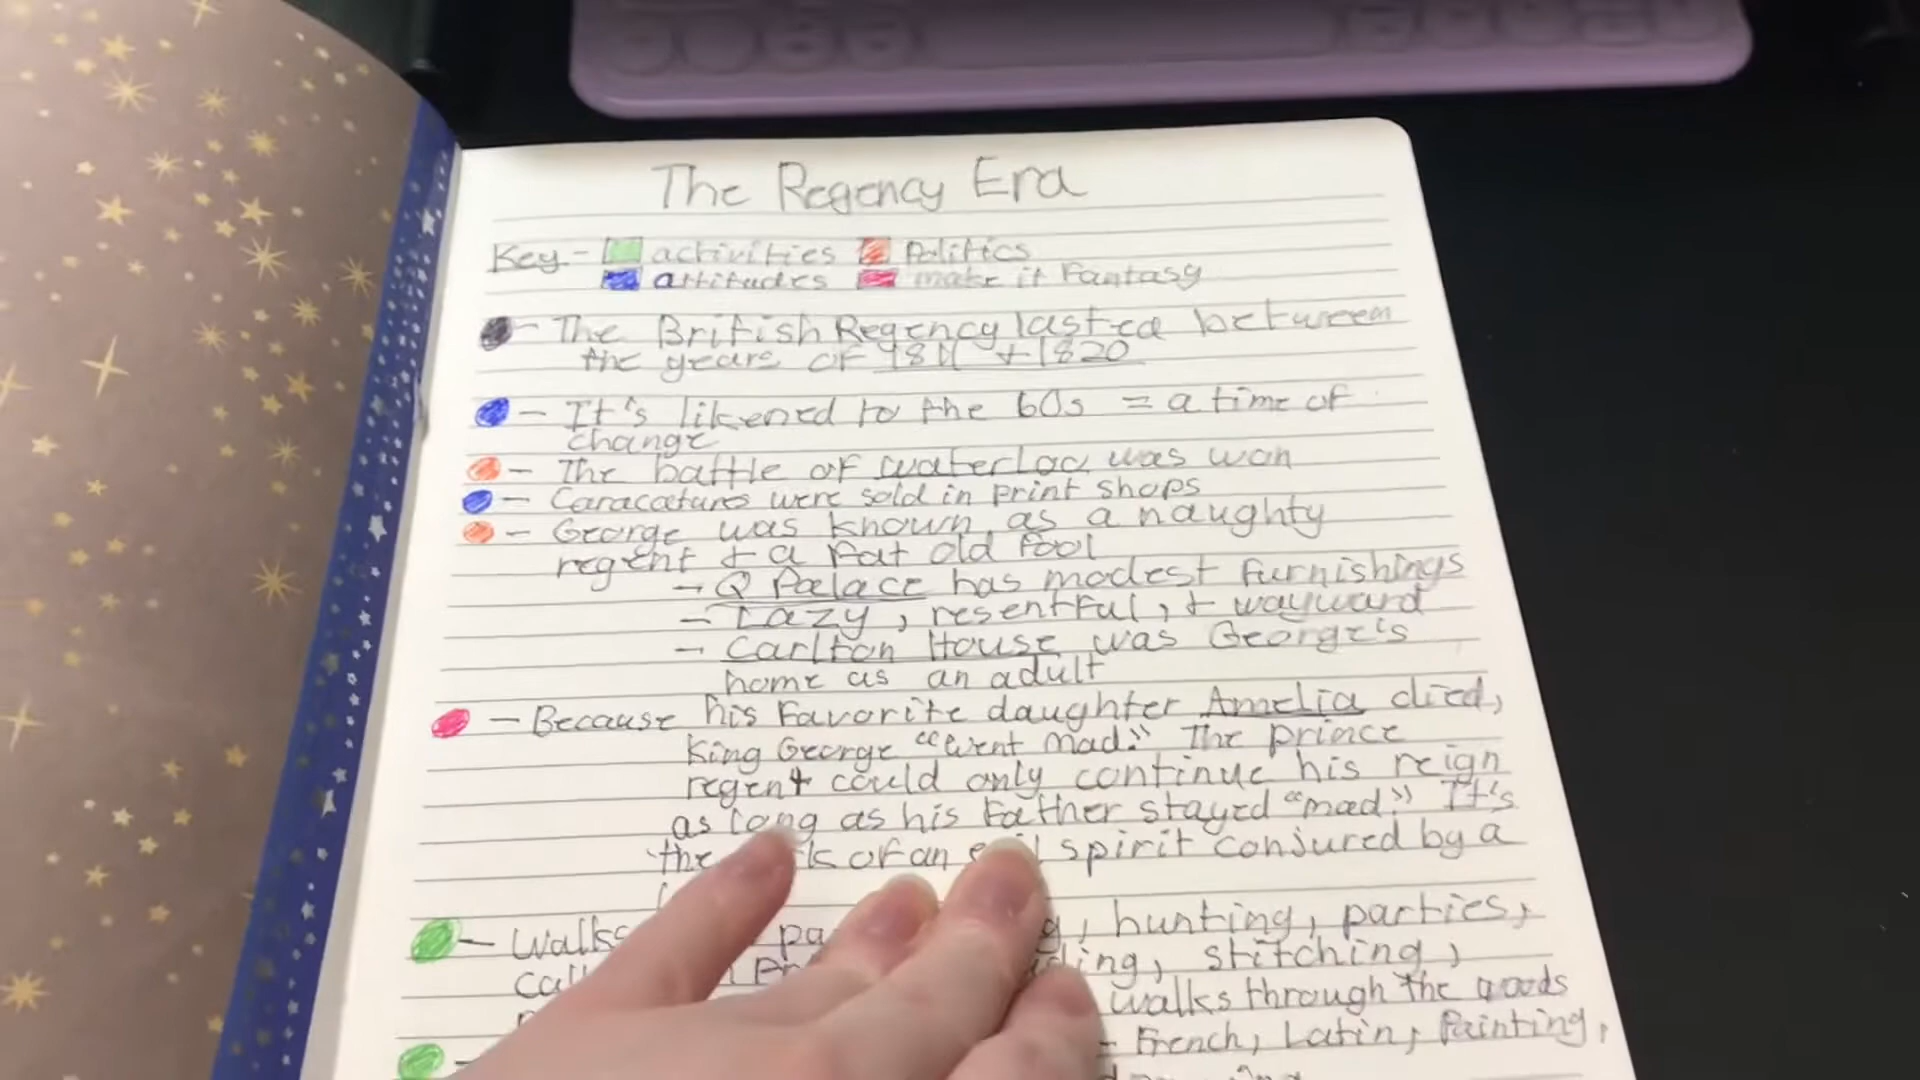 The Regency Era
Key - activities Politics
attitudes make it Fantasy
- The British Regency lasted between
the years of 1811 + 1820
- It's likened to the 60s = a time of
change
- The battle of waterloo was won
- Caracatures were sold in print shops
- George was known as a naughty
regent + a fat old fool
- Q Palace has modest furnishings
- Lazy, resentful, + wayward
- Carlton House was George's
home as an adult
- Because his favorite daughter Amelia died,
King George "went mad." The prince
regent could only continue his reign
as long as his father stayed "mad." It's
the of an spirit conjured by a
- walks hunting, parties,
stitching,
walks through the woods
- French, Latin, Painting,